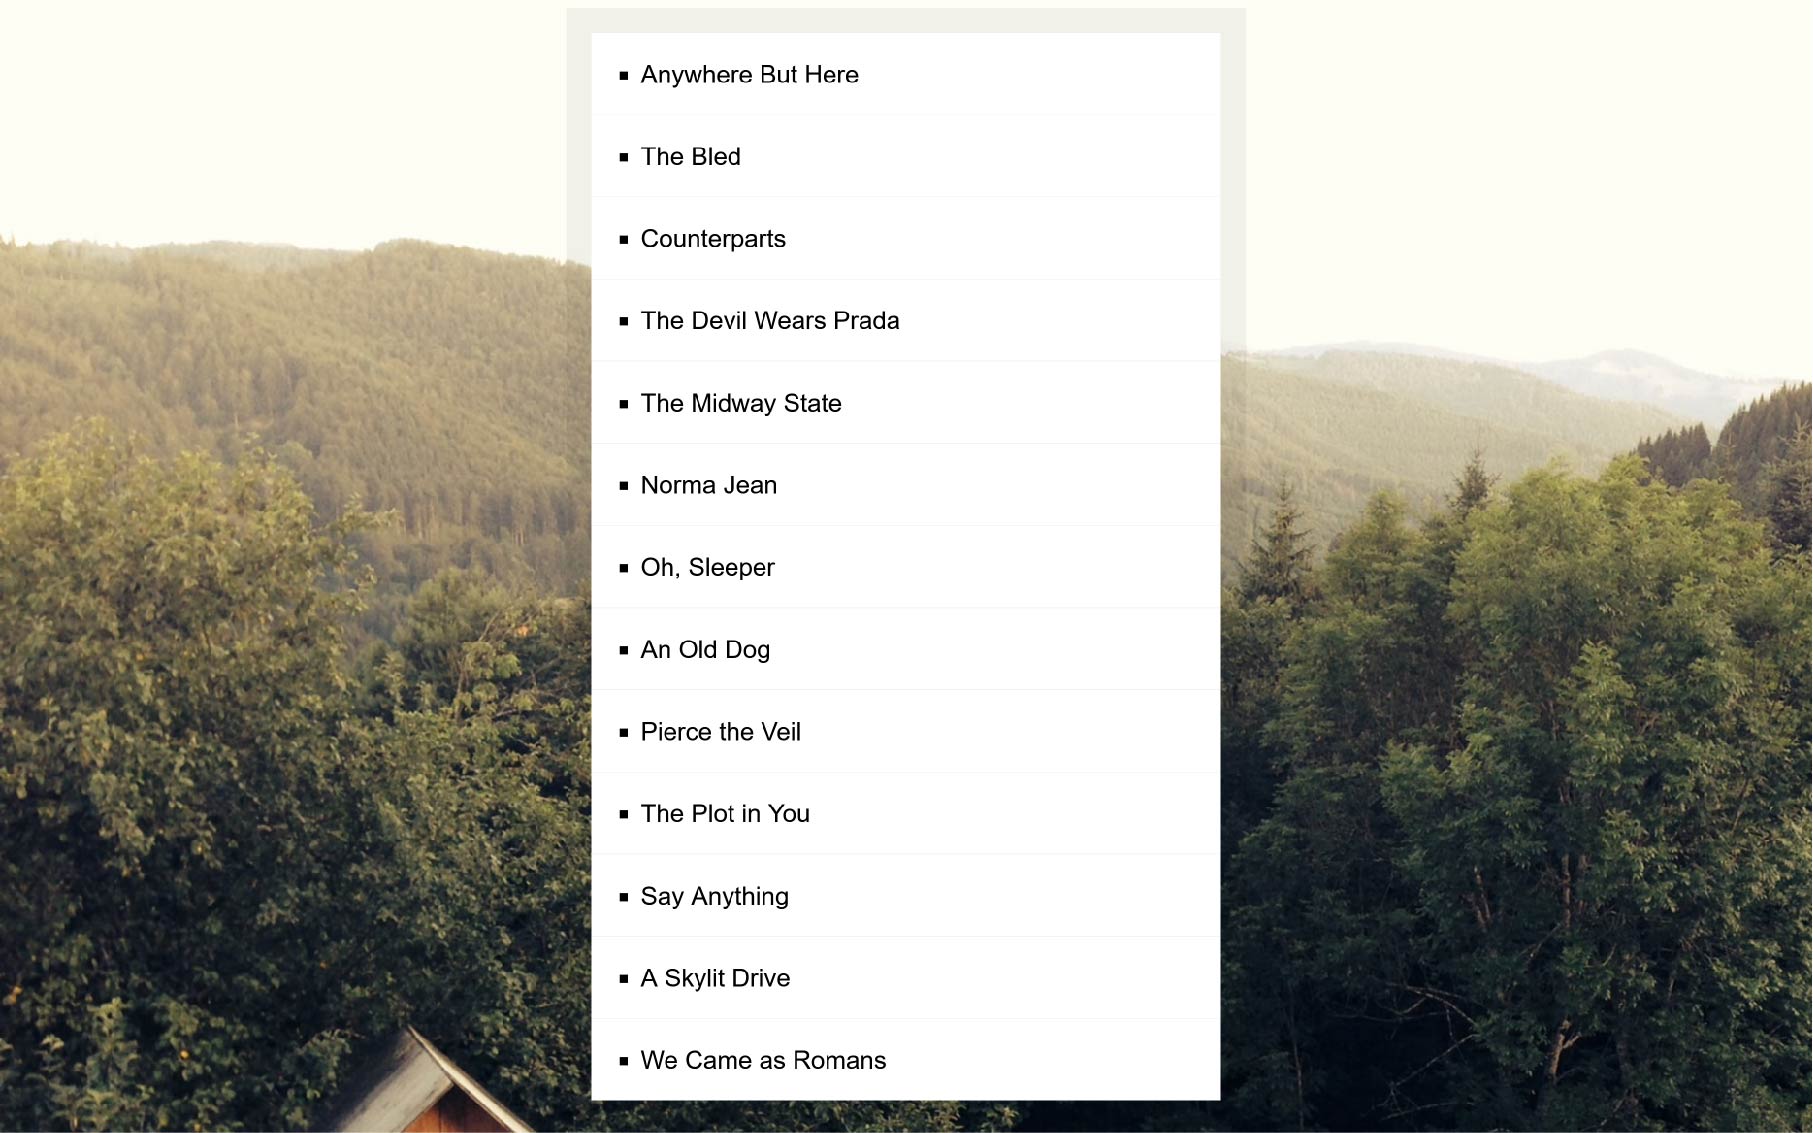 Anywhere But Here
The Bled
Counterparts
The Devil Wears Prada
The Midway State
Norma Jean
Oh, Sleeper
An Old Dog
Pierce the Veil
The Plot in You
Say Anything
A Skylit Drive
We Came as Romans